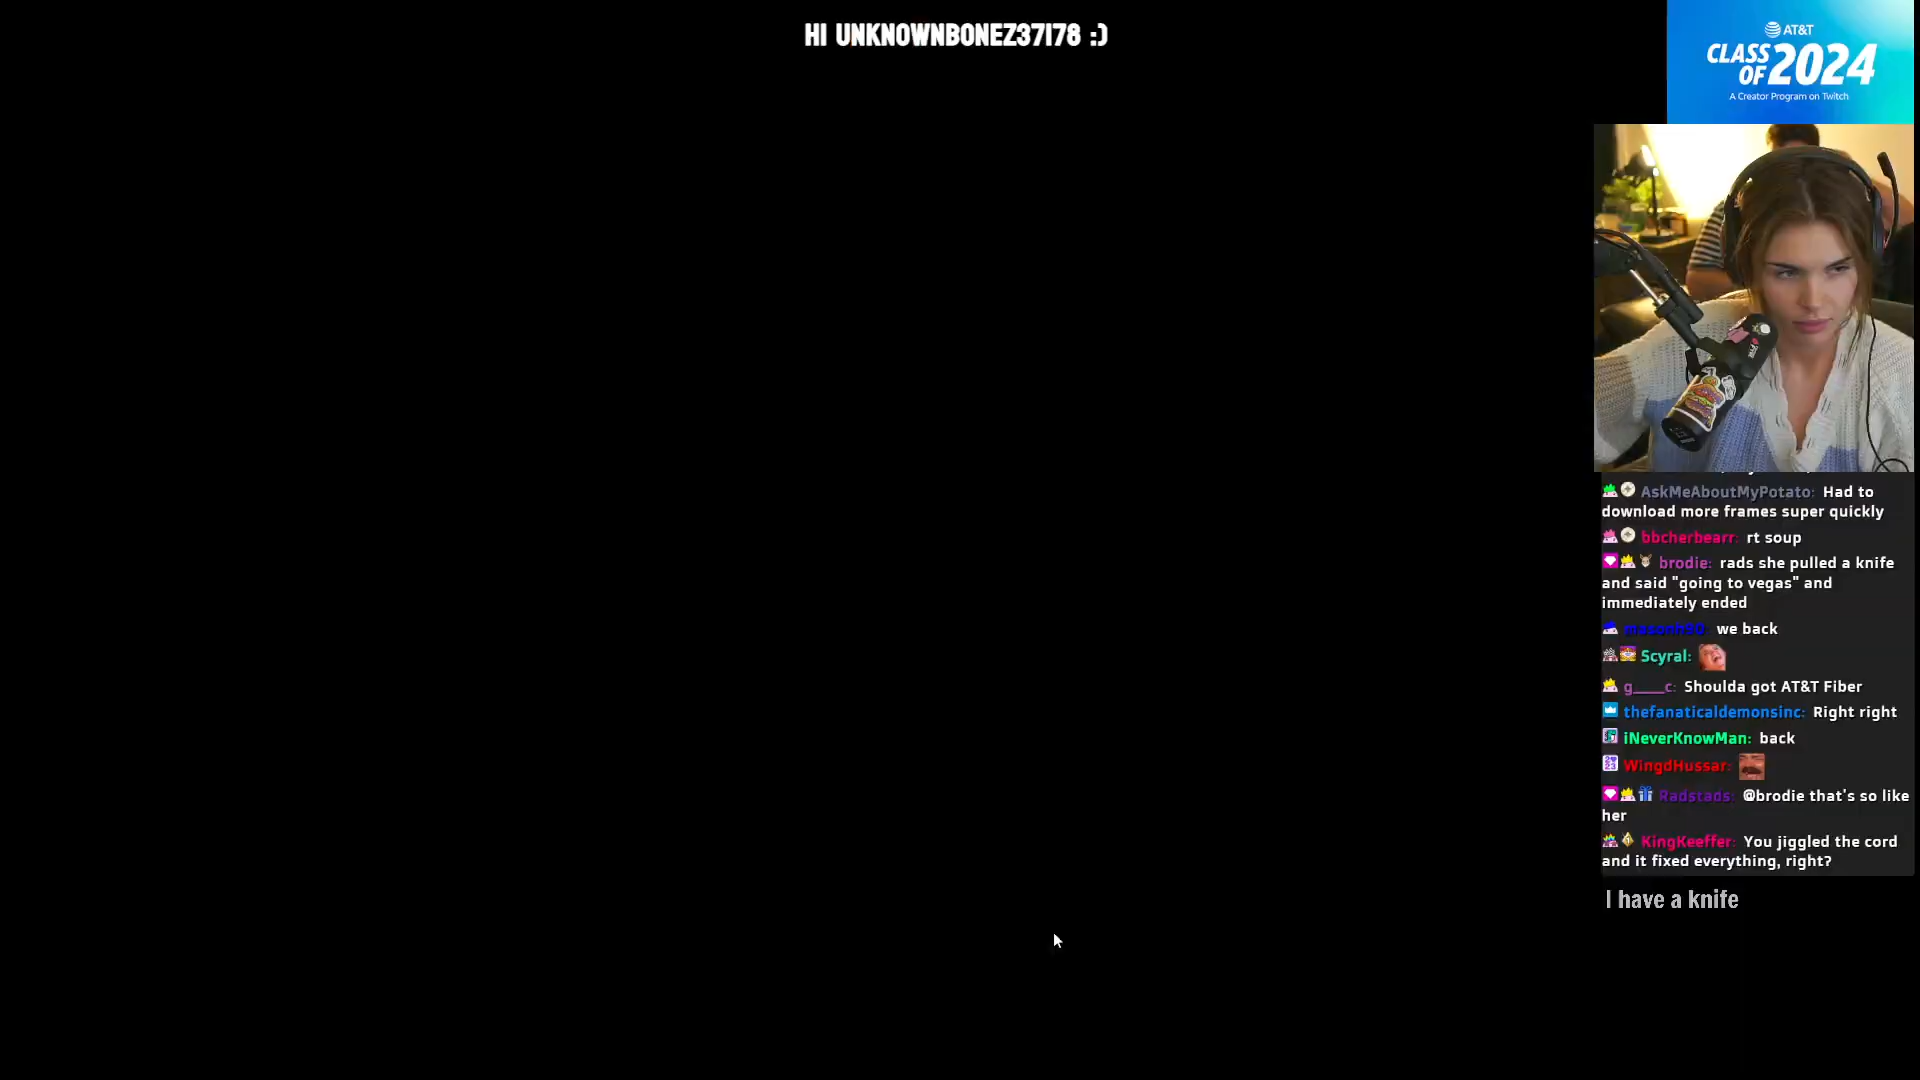 HI UNKNOWNBONEZ37178 :)
AT&T
CLASS
OF 2024
A Creator Program on Twitch
AskMeAboutMyPotato: Had to
download more frames super quickly
bbcherbearr: rt soup
brodie: rads she pulled a knife
and said "going to vegas" and
immediately ended
masonh90: we back
Scyral:
g____c: Shoulda got AT&T Fiber
thefanaticaldemonsinc: Right right
iNeverKnowMan: back
WingdHussar:
Radstads: @brodie that's so like
her
KingKeeffer: You jiggled the cord
and it fixed everything, right?
I have a knife